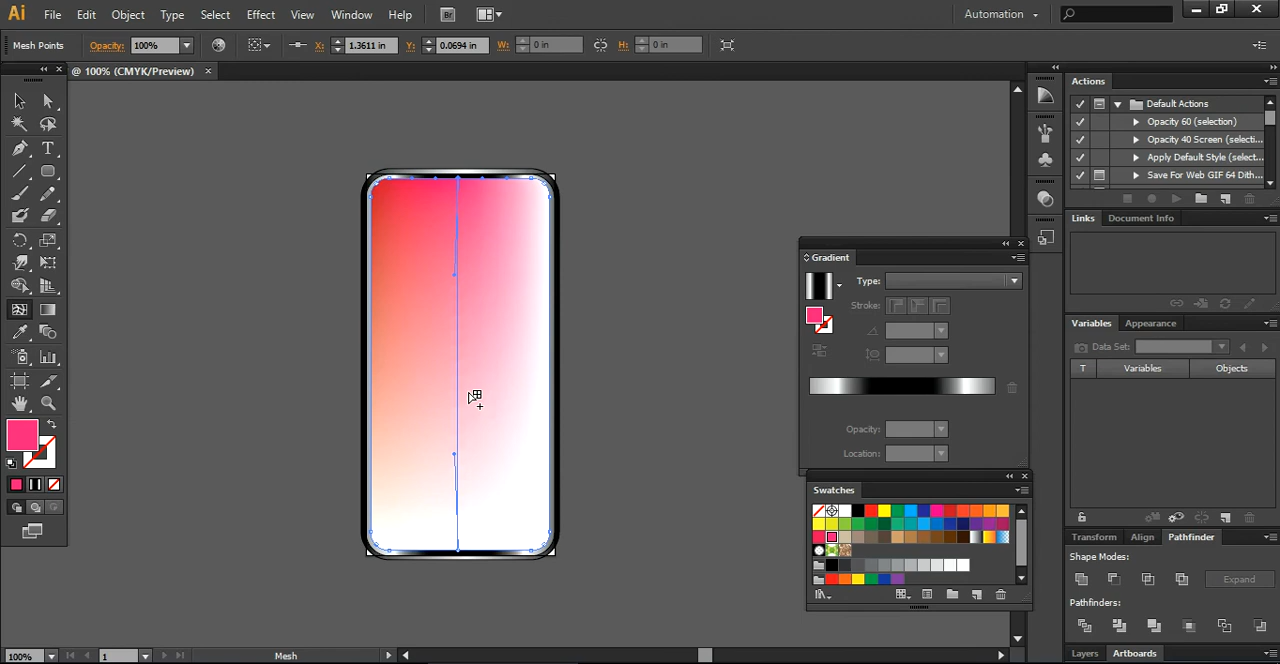 Ai File Edit Object Type Select Effect View Window Help Br Automation
Mesh Points Opacity: 100% X: 1.3611 in Y: 0.0694 in W: 0 in H: 0 in
@ 100% (CMYK/Preview) ×
Actions
Default Actions
Opacity 60 (selection)
Opacity 40 Screen (selecti...
Apply Default Style (selecti...
Save For Web GIF 64 Dith...
Links Document Info
Gradient
Type:
Stroke:
Opacity:
Location:
Variables Appearance
Data Set:
T Variables Objects
Swatches
Transform Align Pathfinder
Shape Modes:
Expand
Pathfinders:
Layers Artboards
100% 1 Mesh